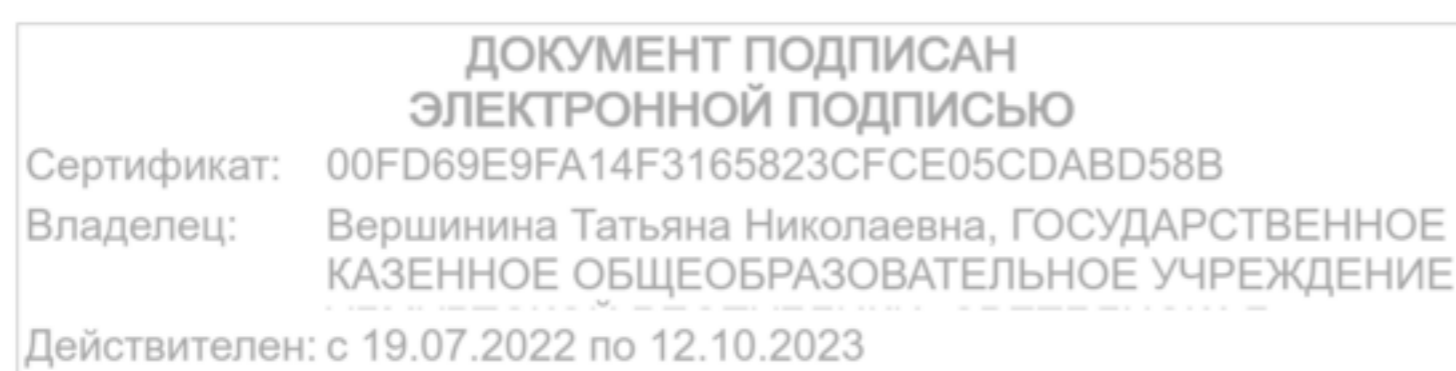 ДОКУМЕНТ ПОДПИСАН
ЭЛЕКТРОННОЙ ПОДПИСЬЮ
Сертификат: 00FD69E9FA14F3165823CFCE05CDABD58B
Владелец: Вершинина Татьяна Николаевна, ГОСУДАРСТВЕННОЕ
КАЗЕННОЕ ОБЩЕОБРАЗОВАТЕЛЬНОЕ УЧРЕЖДЕНИЕ
Действителен: с 19.07.2022 по 12.10.2023